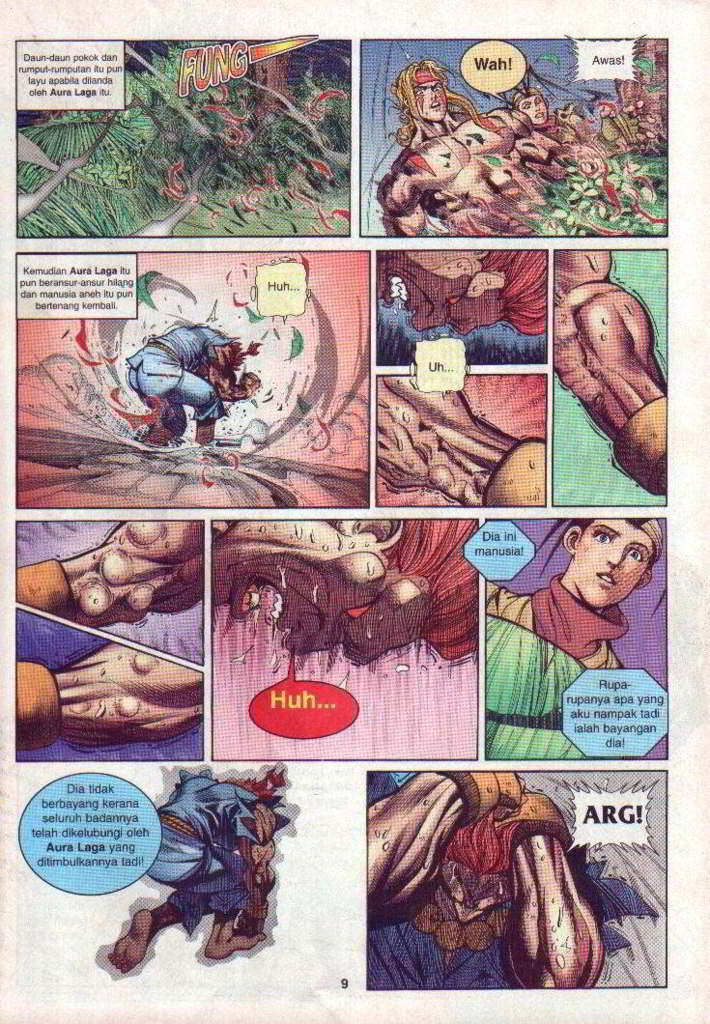 Daun-daun pokok dan
rumput-rumputan itu pun
layu apabila dilanda
oleh Aura Laga itu.
FUNG
Wah!
Awas!
Kemudian Aura Laga itu
pun beransur-ansur hilang
dan manusia aneh itu pun
bertenang kembali.
Huh...
Huh...
Uh...
Huh...
Dia ini
manusia!
Rupa-
rupanya apa yang
aku nampak tadi
ialah bayangan
dia!
Dia tidak
berbayang kerana
seluruh badannya
telah dikelubungi oleh
Aura Laga yang
ditimbulkannya tadi!
ARG!
9